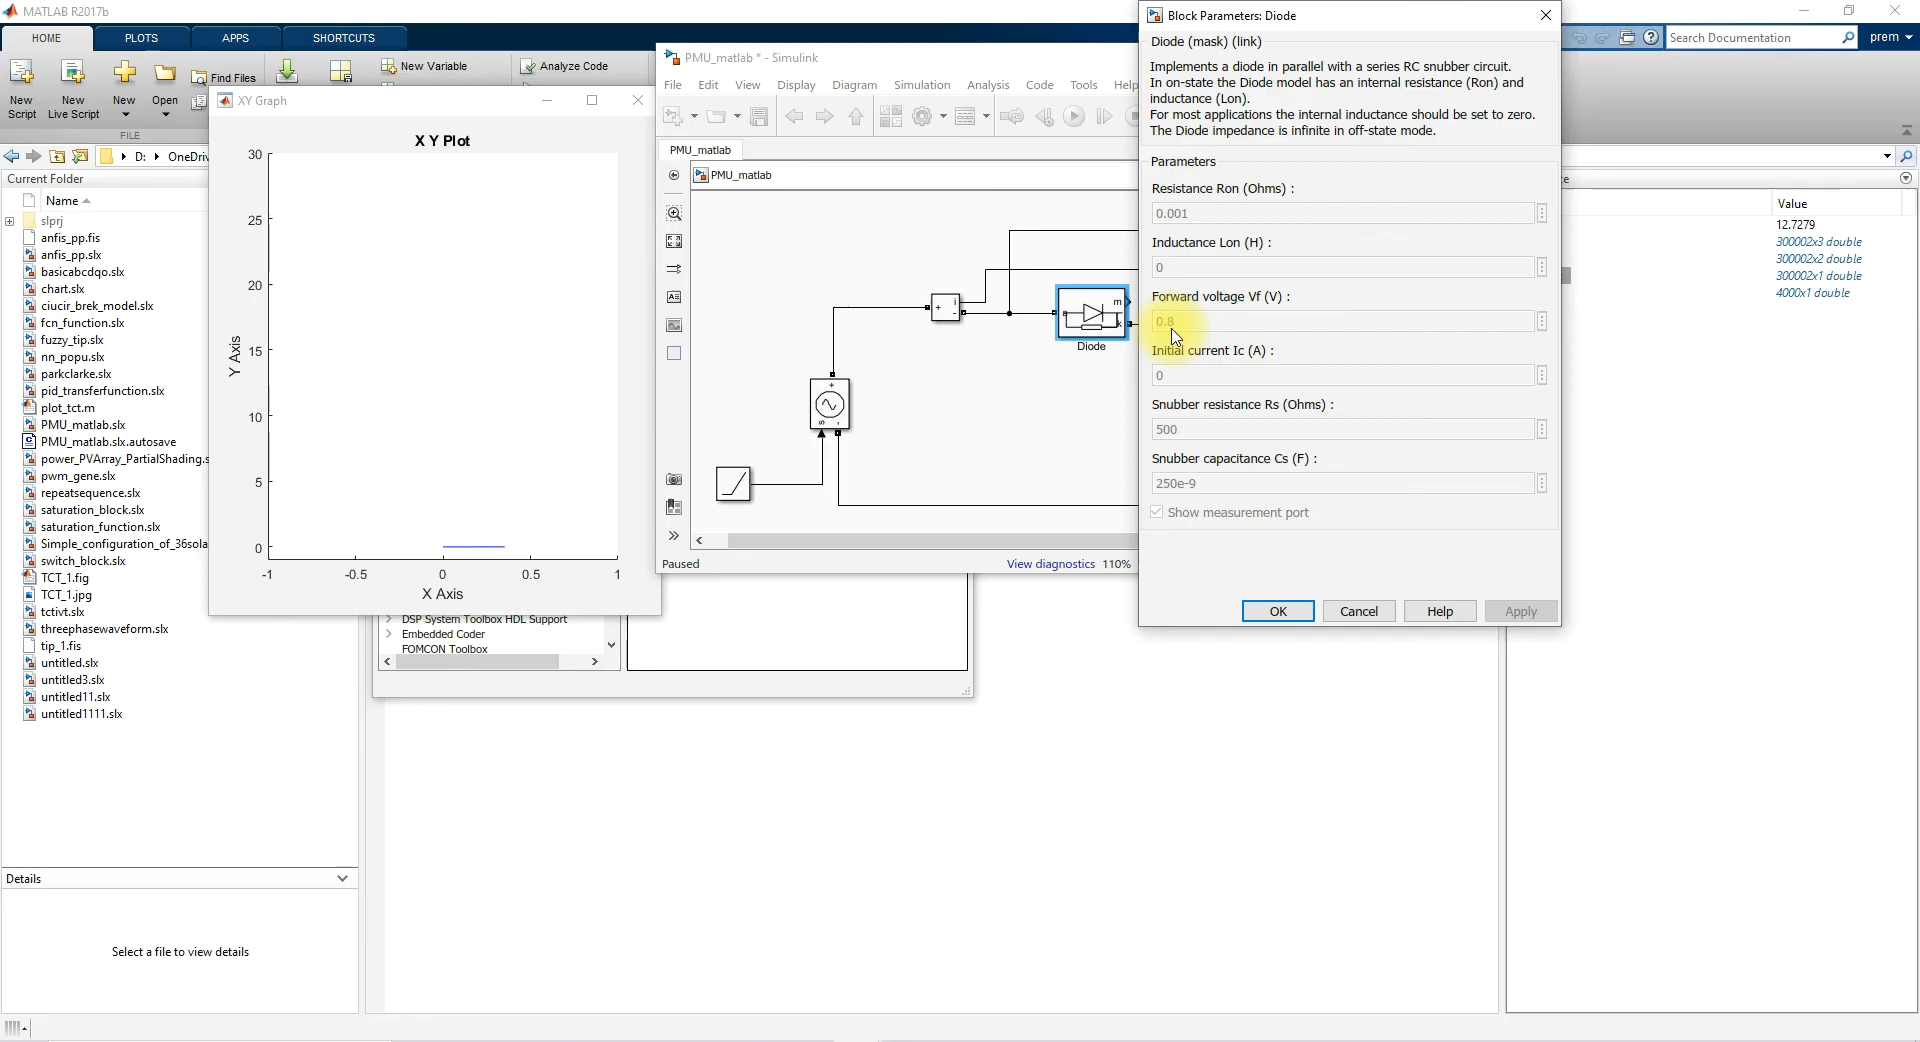 MATLAB R2017b
HOME
PLOTS
APPS
SHORTCUTS
Search Documentation
prem
New
Script
New
Live Script
New
Open
Find Files
New Variable
Analyze Code
FILE
D:
OneDriv
Current Folder
Name
slprj
anfis_pp.fis
anfis_pp.slx
basicabcdqo.slx
chart.slx
ciucir_brek_model.slx
fcn_function.slx
fuzzy_tip.slx
nn_popu.slx
parkclarke.slx
pid_transferfunction.slx
plot_tct.m
PMU_matlab.slx
PMU_matlab.slx.autosave
power_PVArray_PartialShading.s
pwm_gene.slx
repeatsequence.slx
saturation_block.slx
saturation_function.slx
Simple_configuration_of_36sola
switch_block.slx
TCT_1.fig
TCT_1.jpg
tctivt.slx
threephasewaveform.slx
tip_1.fis
untitled.slx
untitled3.slx
untitled11.slx
untitled1111.slx
Details
Select a file to view details
XY Graph
X Y Plot
30
25
20
15
10
5
0
Y Axis
-1
-0.5
0
0.5
1
X Axis
DSP System Toolbox HDL Support
Embedded Coder
FOMCON Toolbox
PMU_matlab * - Simulink
File
Edit
View
Display
Diagram
Simulation
Analysis
Code
Tools
Help
PMU_matlab
PMU_matlab
+
i
-
a
m
k
Diode
+
s
-
Paused
View diagnostics
110%
Block Parameters: Diode
Diode (mask) (link)
Implements a diode in parallel with a series RC snubber circuit.
In on-state the Diode model has an internal resistance (Ron) and
inductance (Lon).
For most applications the internal inductance should be set to zero.
The Diode impedance is infinite in off-state mode.
Parameters
Resistance Ron (Ohms) :
0.001
Inductance Lon (H) :
0
Forward voltage Vf (V) :
0.8
Initial current Ic (A) :
0
Snubber resistance Rs (Ohms) :
500
Snubber capacitance Cs (F) :
250e-9
Show measurement port
OK
Cancel
Help
Apply
Value
12.7279
300002x3 double
300002x2 double
300002x1 double
4000x1 double